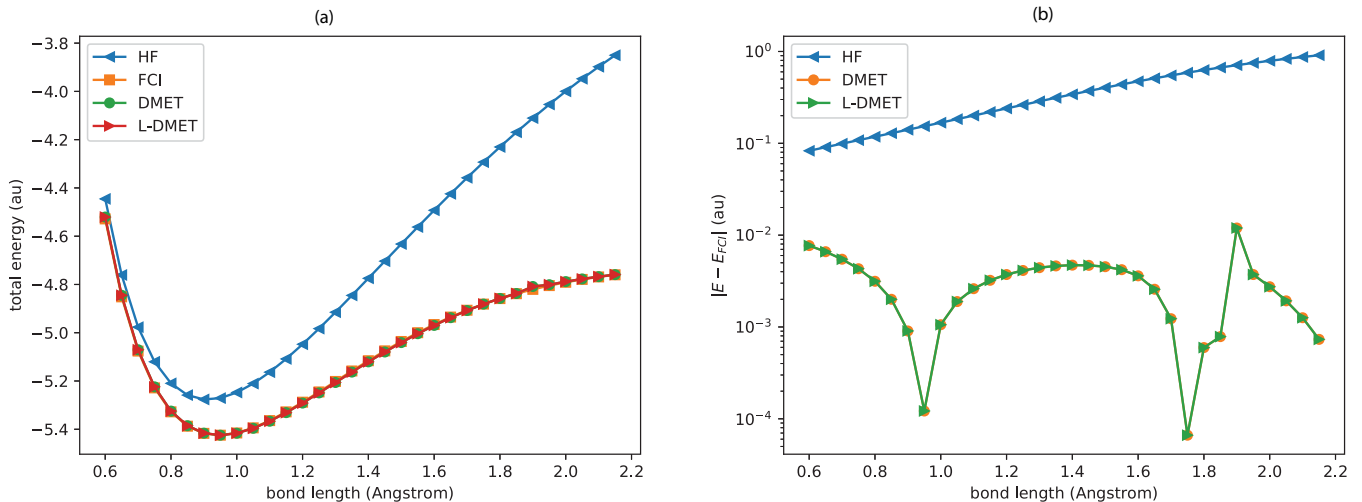 (a)
HF
FCI
DMET
L-DMET
total energy (au)
−3.8
−4.0
−4.2
−4.4
−4.6
−4.8
−5.0
−5.2
−5.4
0.6 0.8 1.0 1.2 1.4 1.6 1.8 2.0 2.2
bond length (Angstrom)
(b)
HF
DMET
L-DMET
|E − E_{FCI}| (au)
10⁰
10⁻¹
10⁻²
10⁻³
10⁻⁴
0.6 0.8 1.0 1.2 1.4 1.6 1.8 2.0 2.2
bond length (Angstrom)